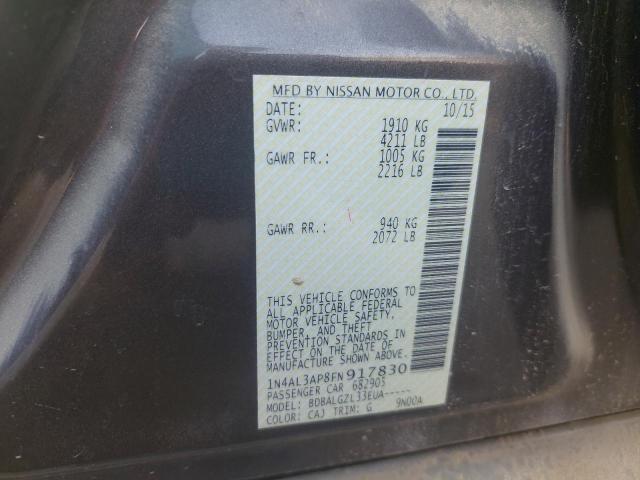 MFD BY NISSAN MOTOR CO., LTD.
DATE: 10/15
GVWR: 1910 KG
4211 LB
GAWR FR.: 1005 KG
2216 LB
GAWR RR.: 940 KG
2072 LB
THIS VEHICLE CONFORMS TO
ALL APPLICABLE FEDERAL
MOTOR VEHICLE SAFETY,
BUMPER, AND THEFT
PREVENTION STANDARDS IN
EFFECT ON THE DATE OF
MANUFACTURE SHOWN ABOVE.
1N4AL3AP8FN917830
PASSENGER CAR 682905
MODEL: BDBALGZL33EUA-----
COLOR: CAJ TRIM: G 9N00A